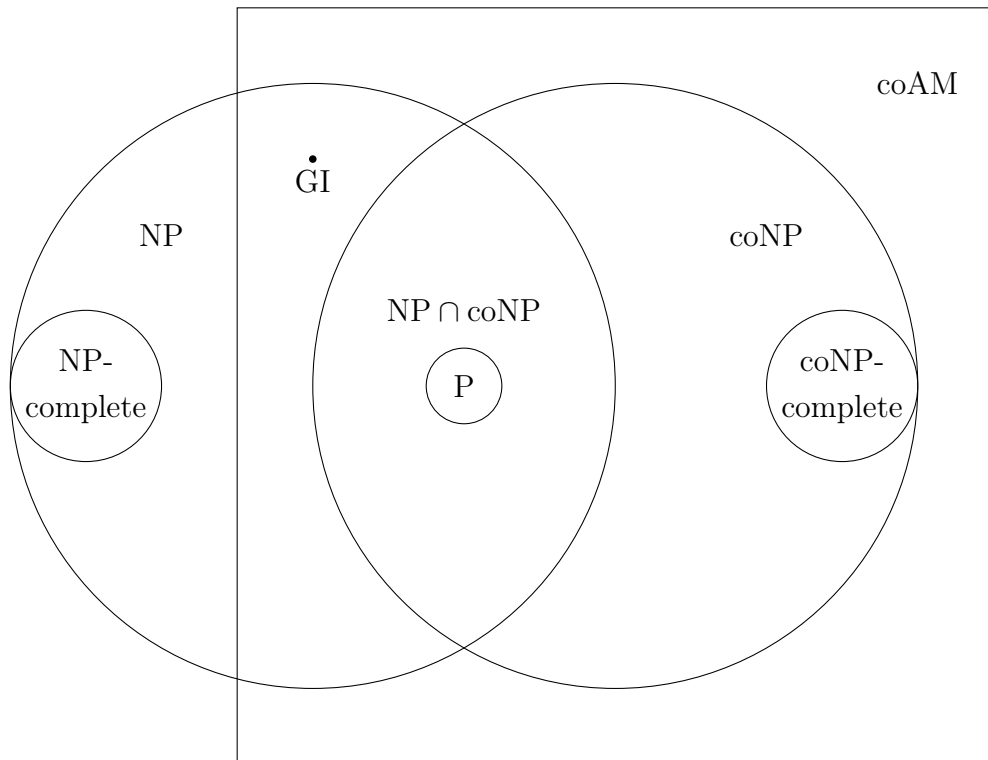 coAM
GI
NP
coNP
NP ∩ coNP
NP-
complete
P
coNP-
complete